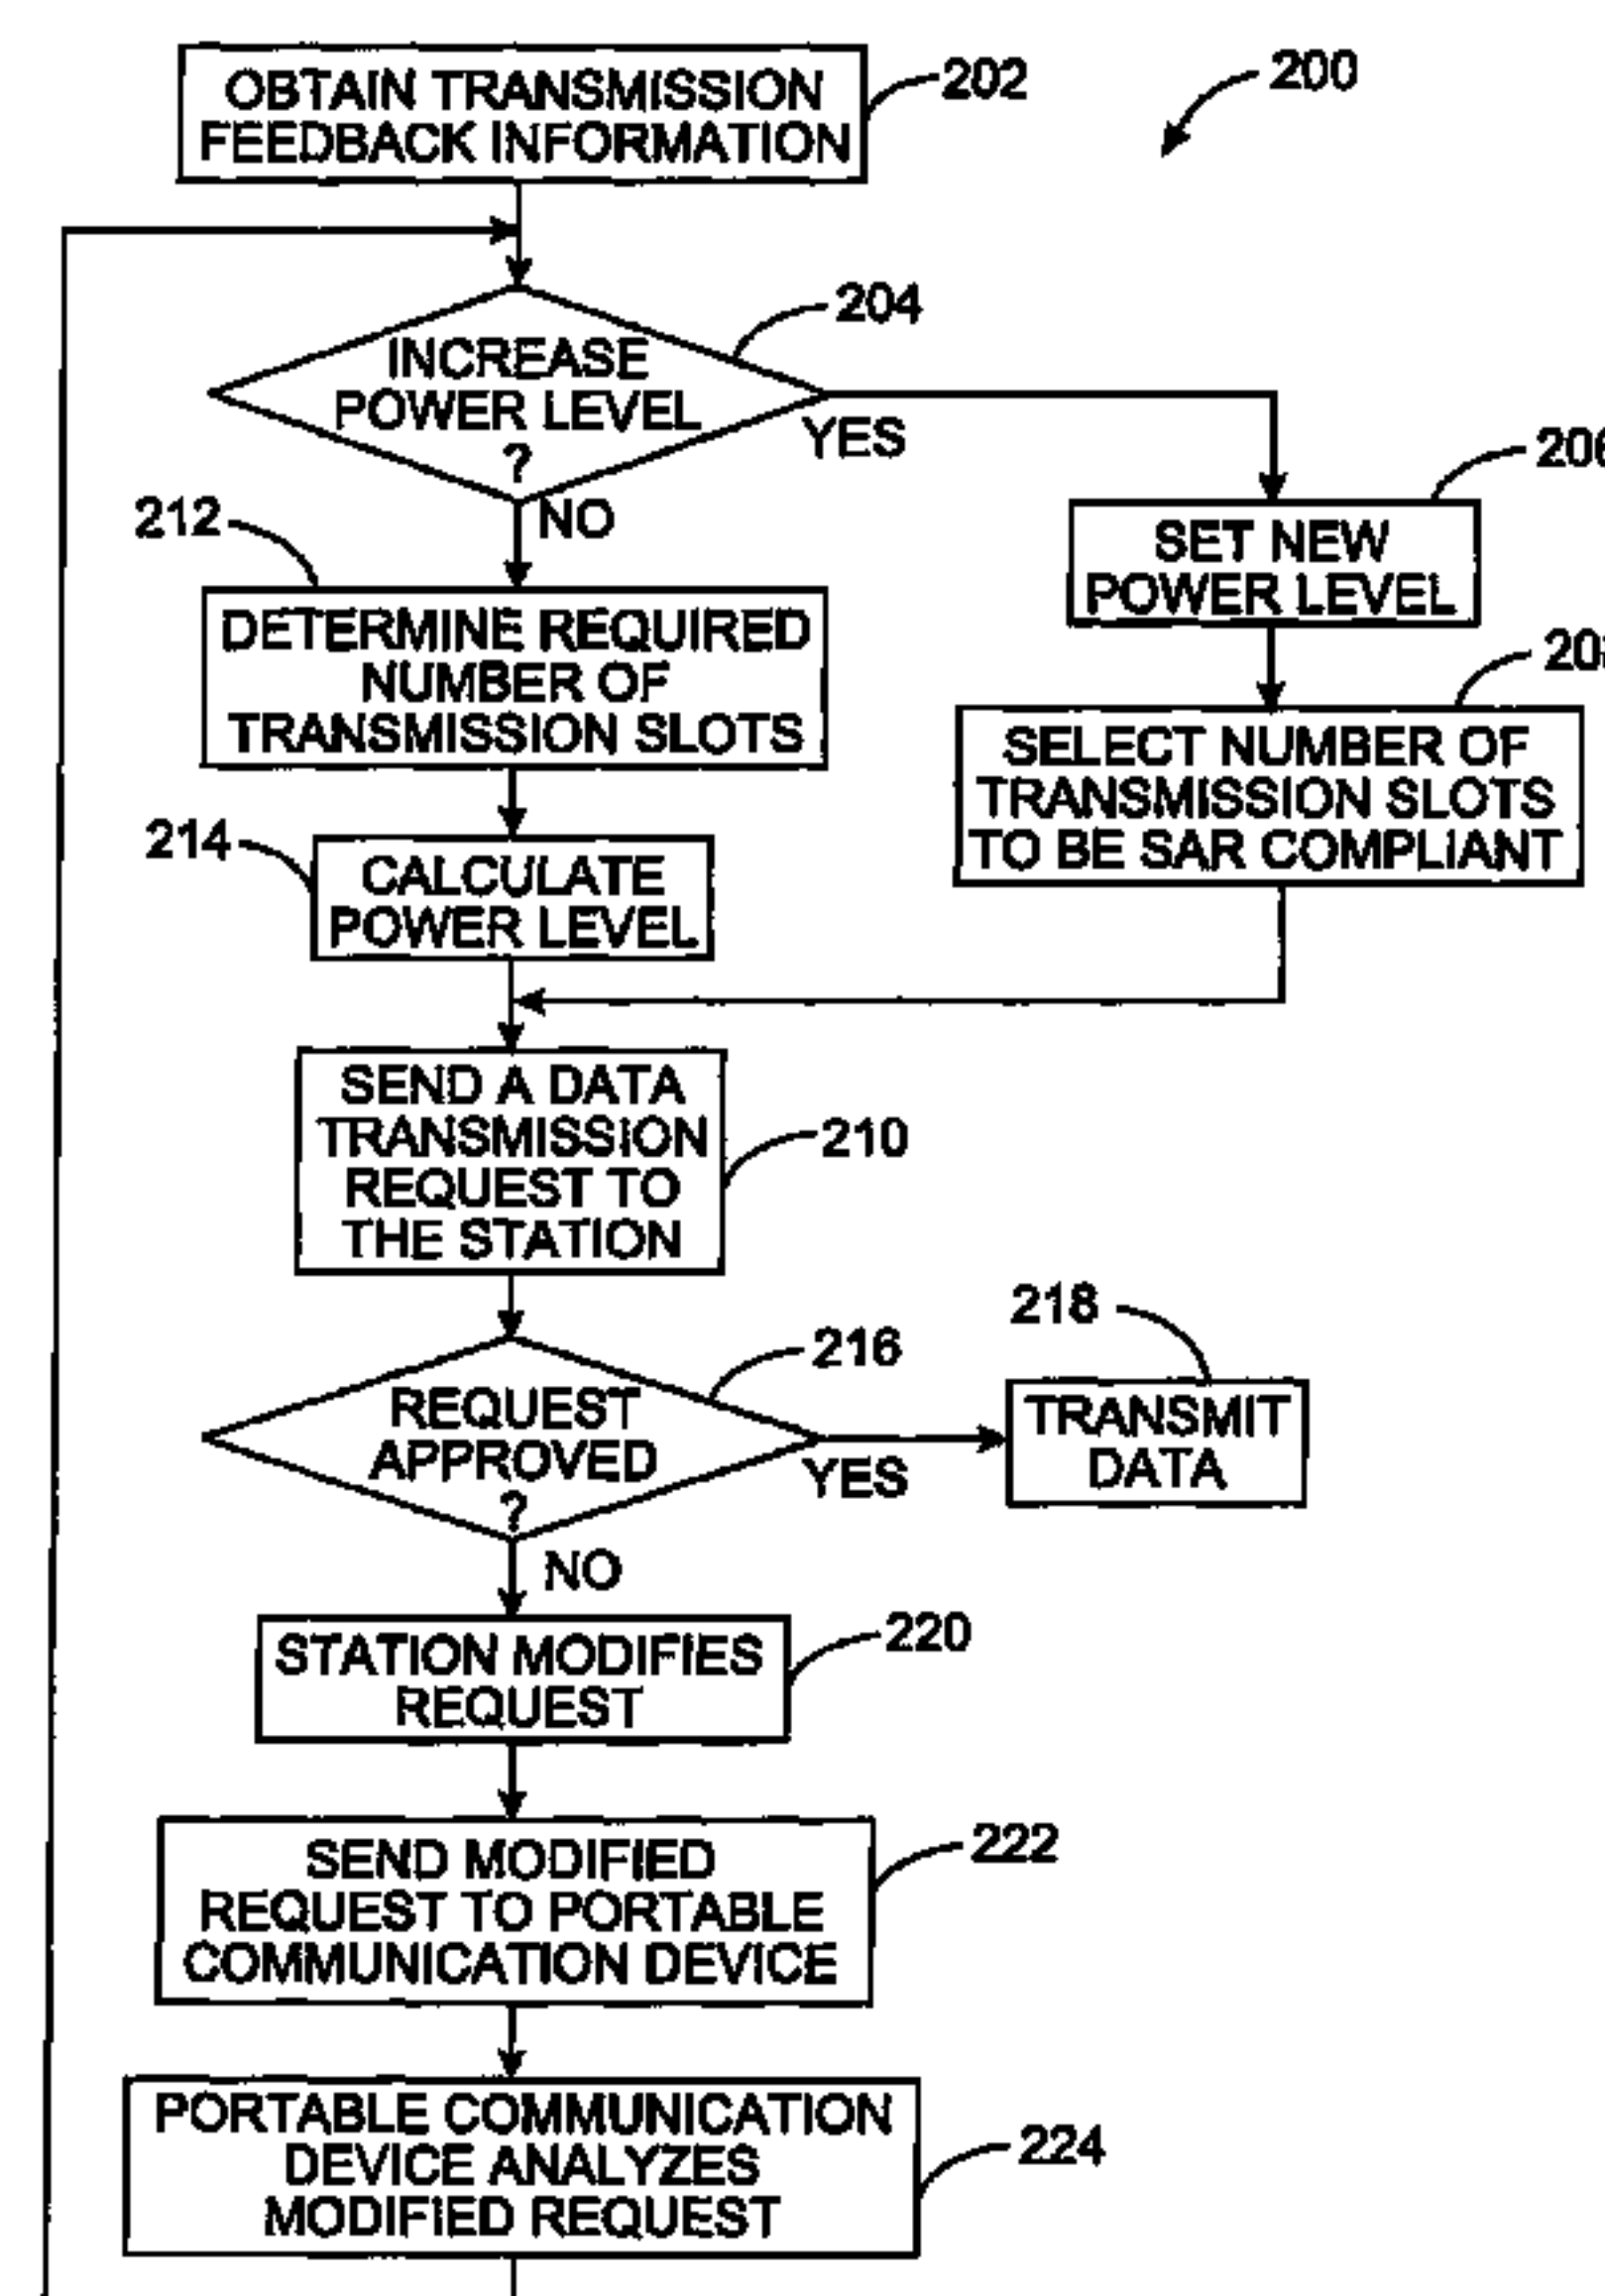 OBTAIN TRANSMISSION
FEEDBACK INFORMATION
202
200
204
INCREASE
POWER LEVEL
?
YES
NO
206
SET NEW
POWER LEVEL
212
DETERMINE REQUIRED
NUMBER OF
TRANSMISSION SLOTS
SELECT NUMBER OF
TRANSMISSION SLOTS
TO BE SAR COMPLIANT
214
CALCULATE
POWER LEVEL
SEND A DATA
TRANSMISSION
REQUEST TO
THE STATION
210
216
REQUEST
APPROVED
?
YES
NO
218
TRANSMIT
DATA
220
STATION MODIFIES
REQUEST
222
SEND MODIFIED
REQUEST TO PORTABLE
COMMUNICATION DEVICE
224
PORTABLE COMMUNICATION
DEVICE ANALYZES
MODIFIED REQUEST